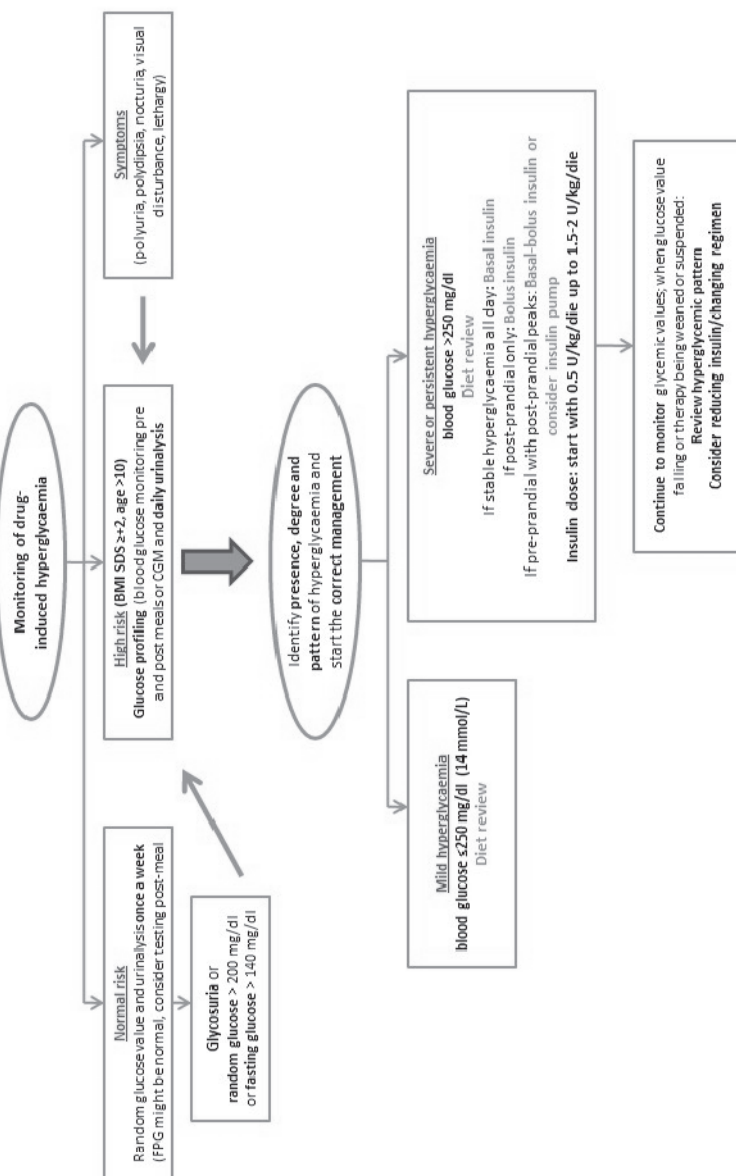 Monitoring of drug-
induced hyperglycaemia
Normal risk
Random glucose value and urinalysis once a week
(FPG might be normal, consider testing post-meal
Glycosuria or
random glucose > 200 mg/dl
or fasting glucose > 140 mg/dl
High risk (BMI SDS ≥+2, age >10)
Glucose profiling (blood glucose monitoring pre
and post meals or CGM and daily urinalysis
Symptoms
(polyuria, polydipsia, nocturia, visual
disturbance, lethargy)
Identify presence, degree and
pattern of hyperglycaemia and
start the correct management
Mild hyperglycaemia
blood glucose ≤250 mg/dl (14 mmol/L)
Diet review
Severe or persistent hyperglycaemia
blood glucose >250 mg/dl
Diet review
If stable hyperglycaemia all day: Basal insulin
If post-prandial only: Bolus insulin
If pre-prandial with post-prandial peaks: Basal-bolus insulin or
consider insulin pump
Insulin dose: start with 0.5 U/kg/die up to 1.5-2 U/kg/die
Continue to monitor glycemic values; when glucose value
falling or therapy being weaned or suspended:
Review hyperglycemic pattern
Consider reducing insulin/changing regimen